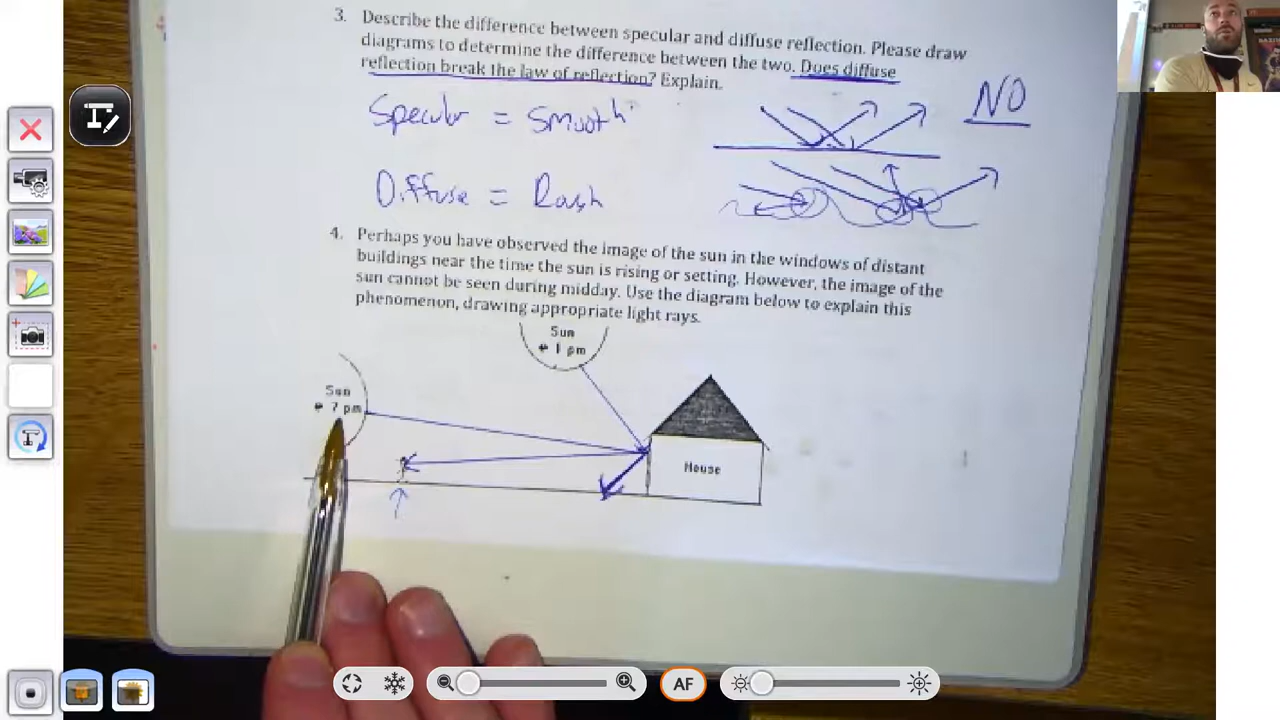 3. Describe the difference between specular and diffuse reflection. Please draw
diagrams to determine the difference between the two. Does diffuse
reflection break the law of reflection? Explain.
NO
Specular = Smooth
Diffuse = Rough
4. Perhaps you have observed the image of the sun in the windows of distant
buildings near the time the sun is rising or setting. However, the image of the
sun cannot be seen during midday. Use the diagram below to explain this
phenomenon, drawing appropriate light rays.
Sun
@ 1 pm
Sun
@ 7 pm
House
AF